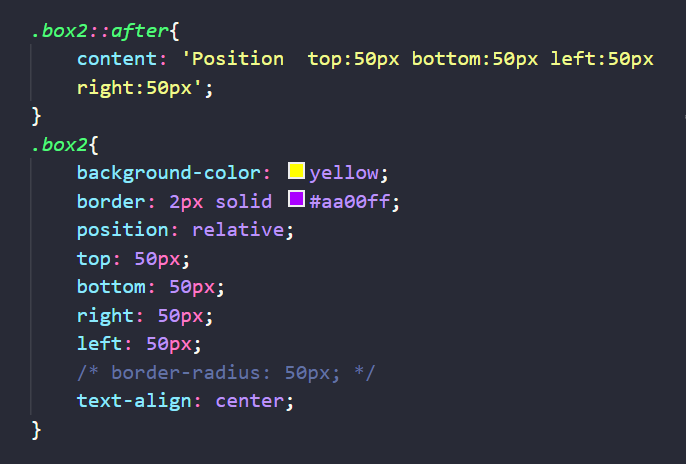 .box2::after{
    content: 'Position  top:50px bottom:50px left:50px
    right:50px';
}
.box2{
    background-color: yellow;
    border: 2px solid #aa00ff;
    position: relative;
    top: 50px;
    bottom: 50px;
    right: 50px;
    left: 50px;
    /* border-radius: 50px; */
    text-align: center;
}